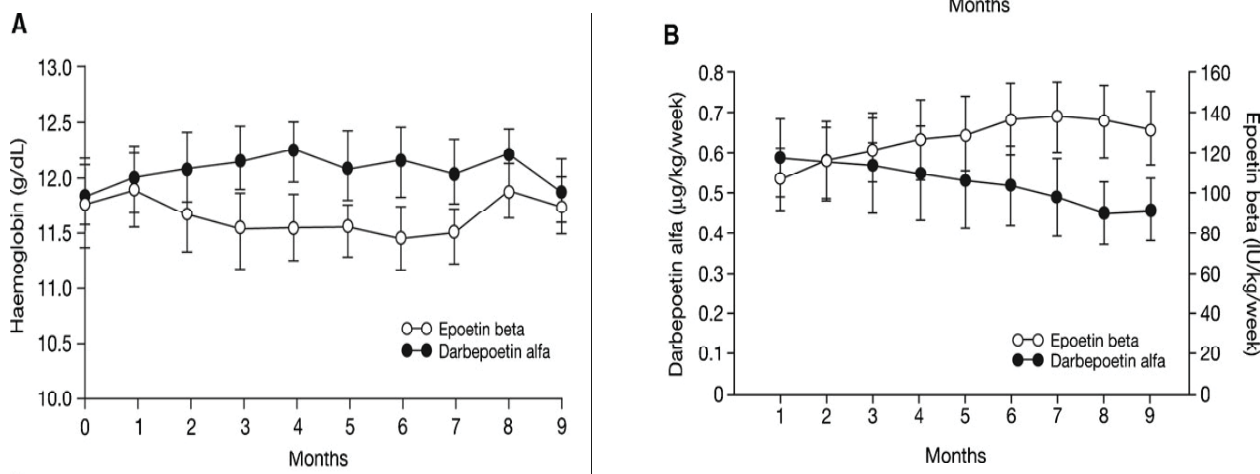 A
13.0
12.5
12.0
11.5
11.0
10.5
10.0
Haemoglobin (g/dL)
Epoetin beta
Darbepoetin alfa
0 1 2 3 4 5 6 7 8 9
Months
Months
B
0.8
0.7
0.6
0.5
0.4
0.3
0.2
0.1
0
Darbepoetin alfa (µg/kg/week)
160
140
120
100
80
60
40
20
0
Epoetin beta (IU/kg/week)
Epoetin beta
Darbepoetin alfa
1 2 3 4 5 6 7 8 9
Months